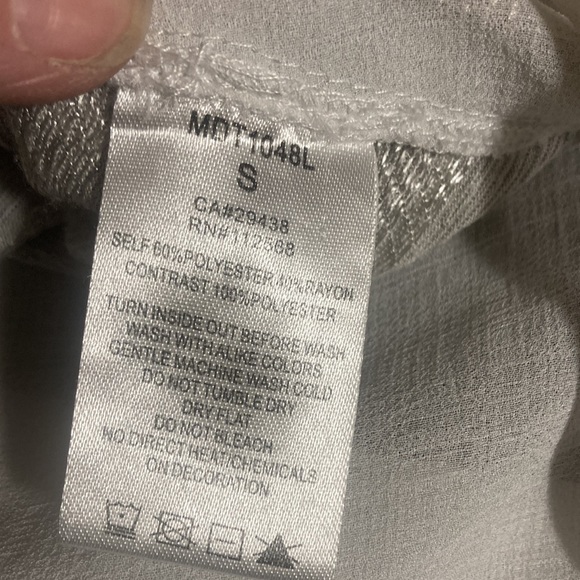 MDT1048L
S
CA#29438
RN#112568
SELF 60%POLYESTER 40%RAYON
CONTRAST 100%POLYESTER
TURN INSIDE OUT BEFORE WASH
WASH WITH ALIKE COLORS
GENTLE MACHINE WASH COLD
DO NOT TUMBLE DRY
DRY FLAT
DO NOT BLEACH
NO DIRECT HEAT/CHEMICALS
ON DECORATION